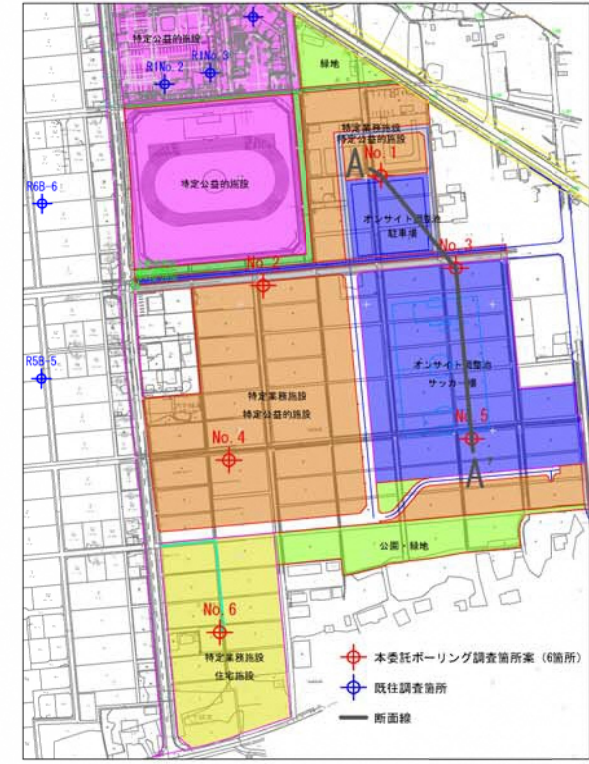 特定公益的施設
R1No.3
R1No.2
緑地
特定業務施設
特定公益的施設
No.1
A
特定公益的施設
R6B-6
オンサイト調整池
駐車場
No.3
No.2
R5B-5
オンサイト調整池
サッカー場
特定業務施設
特定公益的施設
No.5
No.4
A'
公園・緑地
No.6
特定業務施設
住宅施設
本委託ボーリング調査箇所案(6箇所)
既往調査箇所
断面線